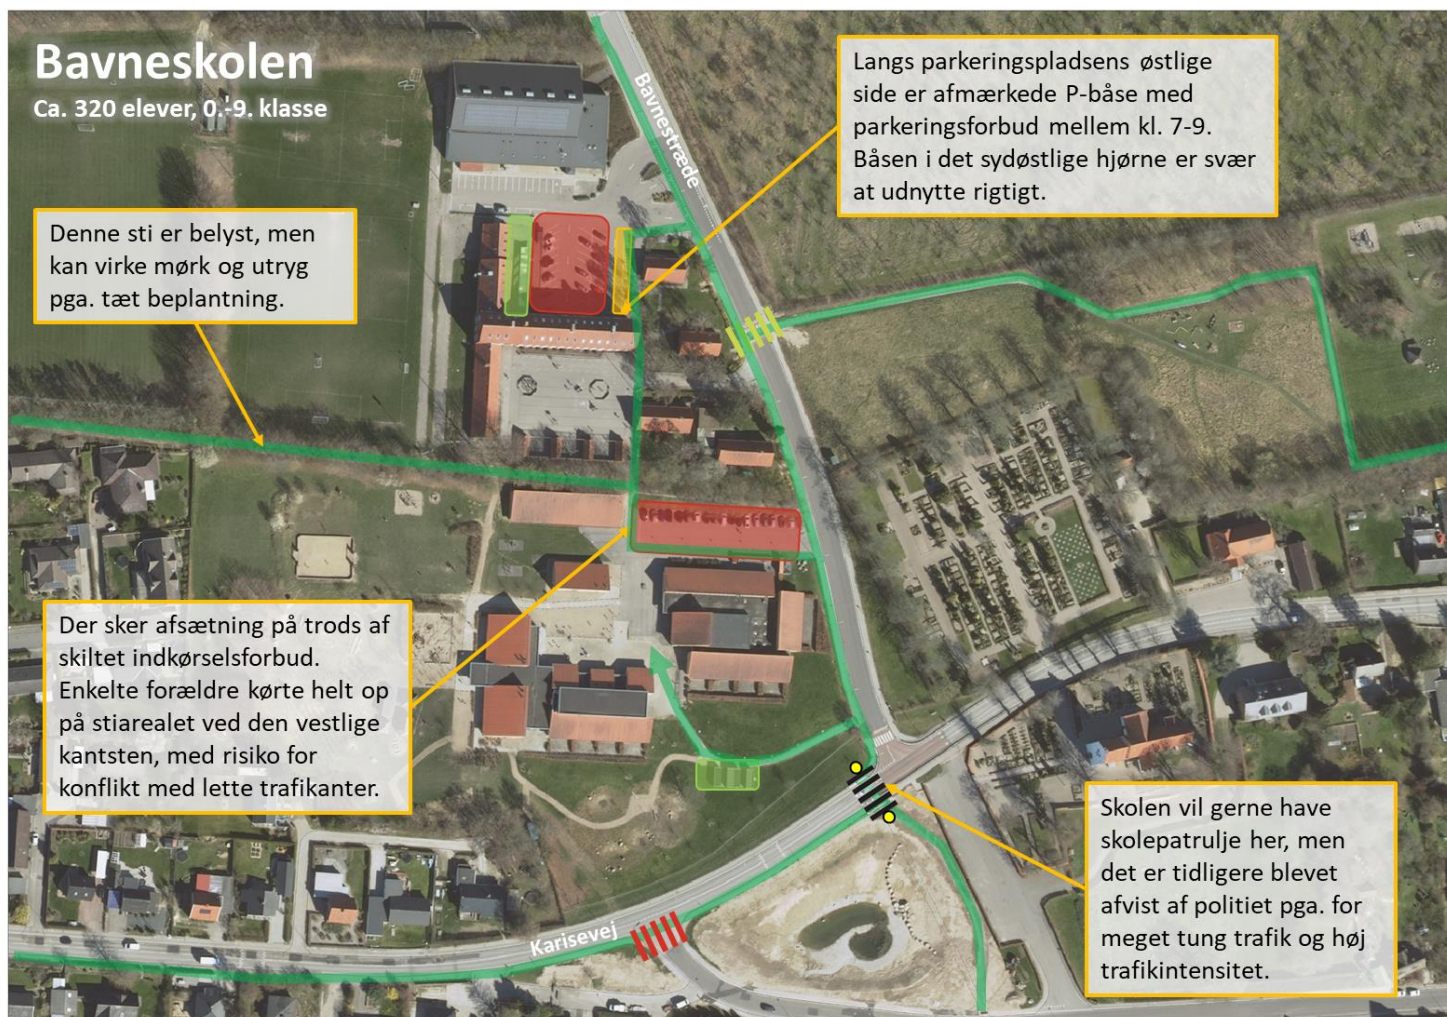 Bavneskolen
Ca. 320 elever, 0.-9. klasse
Bavnestræde
Langs parkeringspladsens østlige
side er afmærkede P-båse med
parkeringsforbud mellem kl. 7-9.
Båsen i det sydøstlige hjørne er svær
at udnytte rigtigt.
Denne sti er belyst, men
kan virke mørk og utryg
pga. tæt beplantning.
Der sker afsætning på trods af
skiltet indkørselsforbud.
Enkelte forældre kørte helt op
på stiarealet ved den vestlige
kantsten, med risiko for
konflikt med lette trafikanter.
Skolen vil gerne have
skolepatrulje her, men
det er tidligere blevet
afvist af politiet pga. for
meget tung trafik og høj
trafikintensitet.
Karisevej